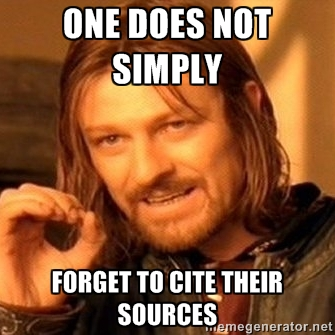 ONE DOES NOT
SIMPLY
FORGET TO CITE THEIR
SOURCES
memegenerator.net